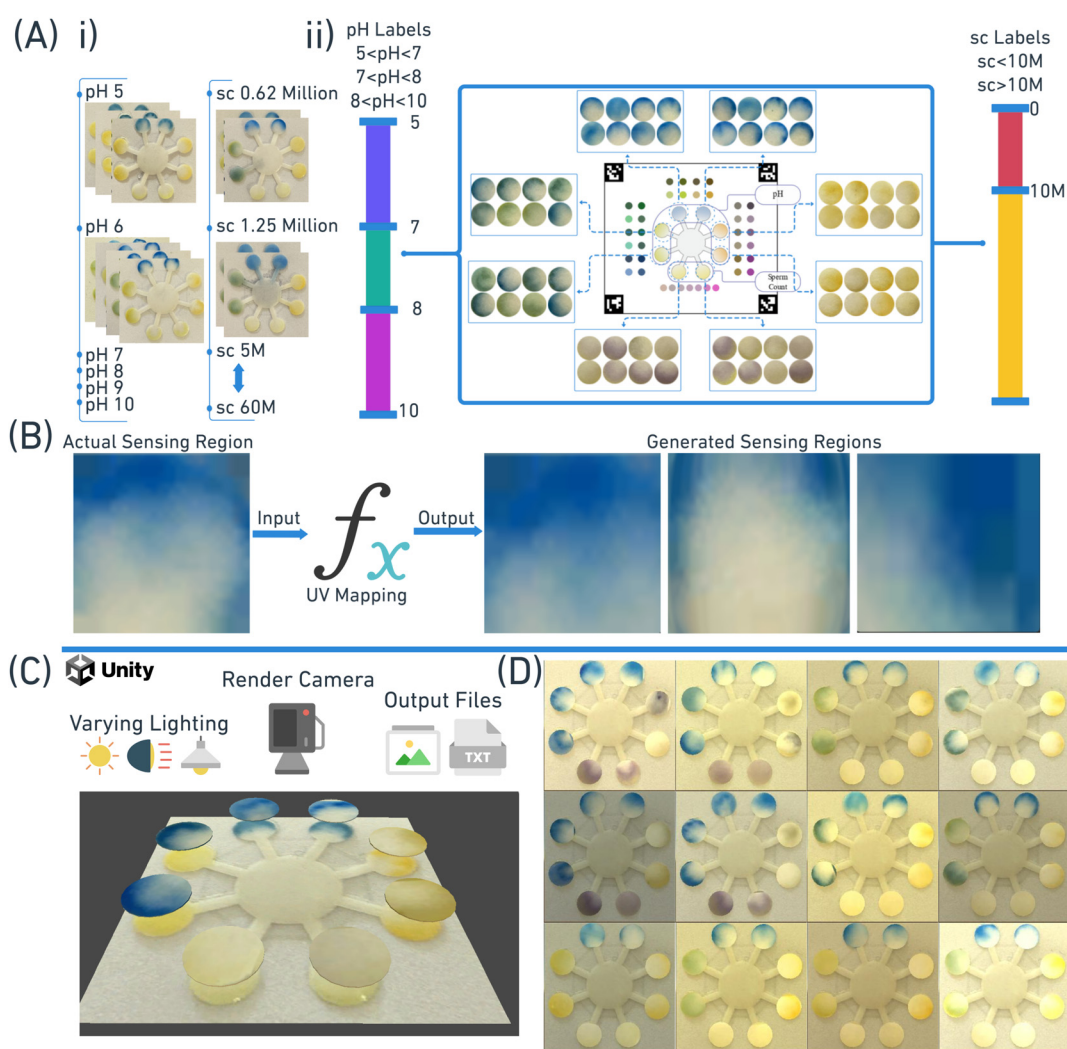 (A) i)
pH 5
pH 6
pH 7
pH 8
pH 9
pH 10
sc 0.62 Million
sc 1.25 Million
sc 5M
sc 60M
ii)
pH Labels
5<pH<7
7<pH<8
8<pH<10
5
7
8
10
pH
Sperm
Count
sc Labels
sc<10M
sc>10M
0
10M
(B)
Actual Sensing Region
Input
fx
UV Mapping
Output
Generated Sensing Regions
(C)
Unity
Varying Lighting
Render Camera
Output Files
TXT
(D)